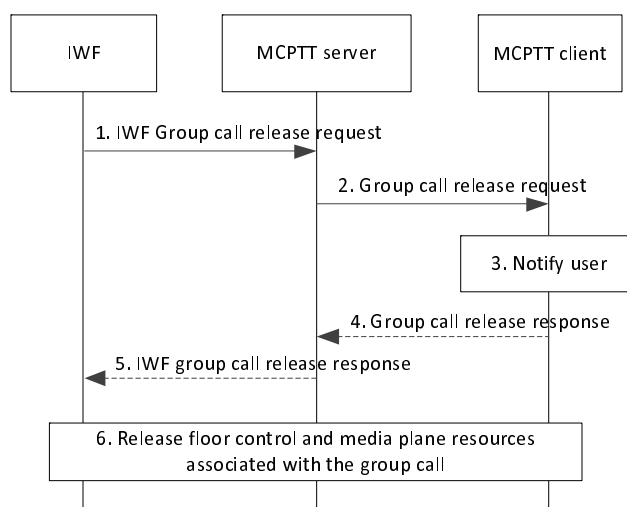 IWF
MCPTT server
MCPTT client
1. IWF Group call release request
2. Group call release request
3. Notify user
4. Group call release response
5. IWF group call release response
6. Release floor control and media plane resources
associated with the group call